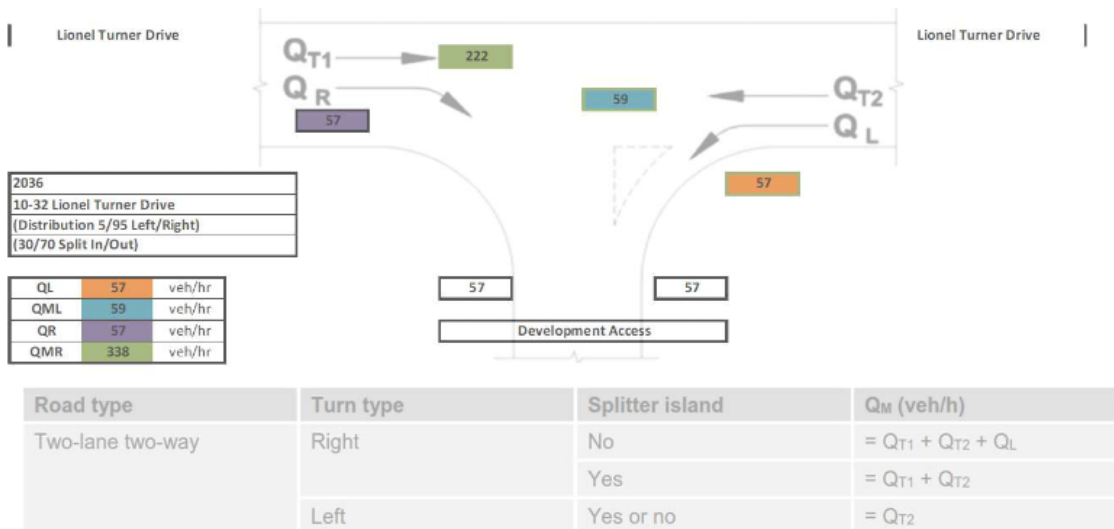 Lionel Turner Drive
Lionel Turner Drive
QT1
222
QR
57
59
QT2
QL
57
2036
10-32 Lionel Turner Drive
(Distribution 5/95 Left/Right)
(30/70 Split In/Out)
QL 57 veh/hr
QML 59 veh/hr
QR 57 veh/hr
QMR 338 veh/hr
57
57
Development Access
Road type Turn type Splitter island QM (veh/h)
Two-lane two-way Right No = QT1 + QT2 + QL
Yes = QT1 + QT2
Left Yes or no = QT2